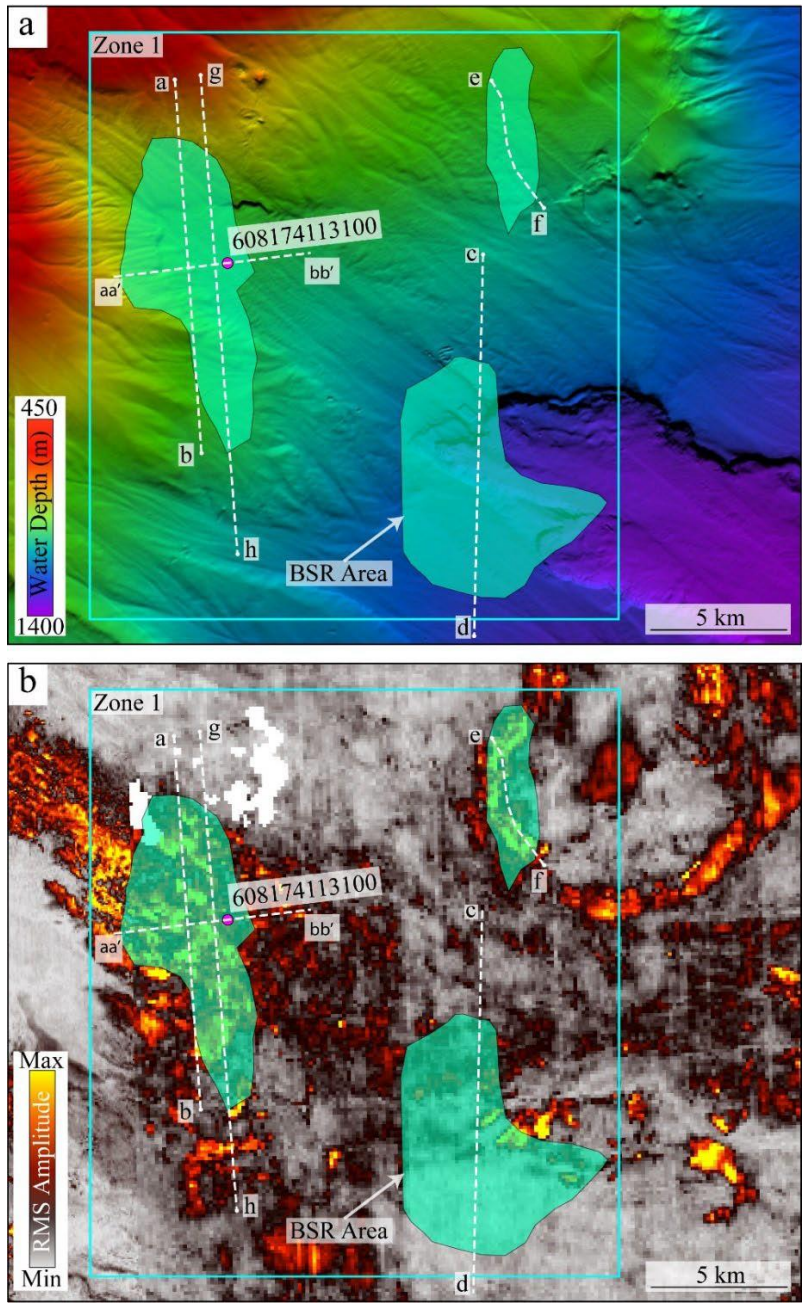 a
Zone 1
a
g
e
f
608174113100
c
aa′
bb′
450
Water Depth (m)
1400
b
h
BSR Area
d
5 km
b
Zone 1
a
g
e
f
608174113100
c
aa′
bb′
Max
RMS Amplitude
Min
b
h
BSR Area
d
5 km